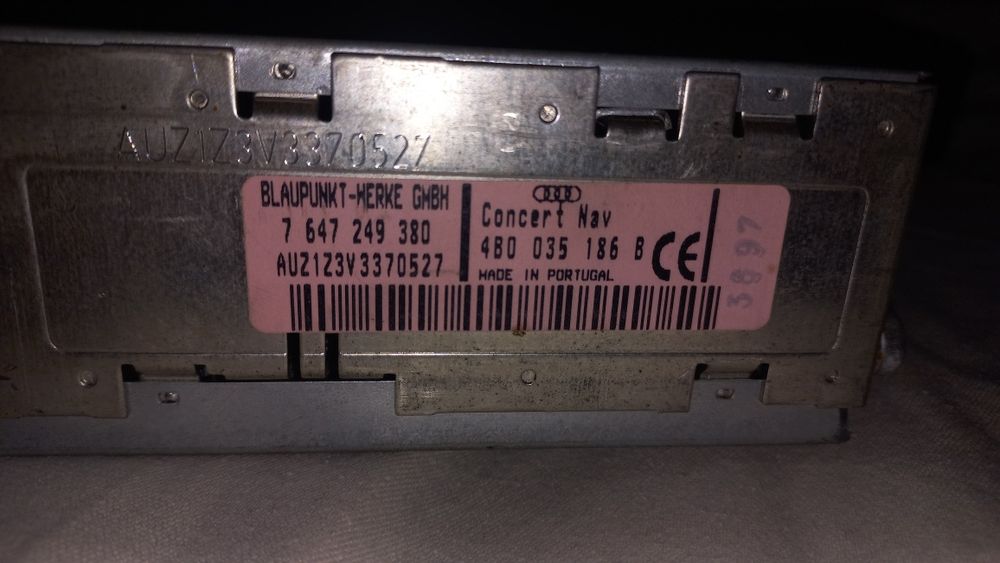 AUZ1Z3V3370527
BLAUPUNKT-WERKE GMBH
7 647 249 380
AUZ1Z3V3370527
Concert Nav
4B0 035 186 B
MADE IN PORTUGAL
CE
3897